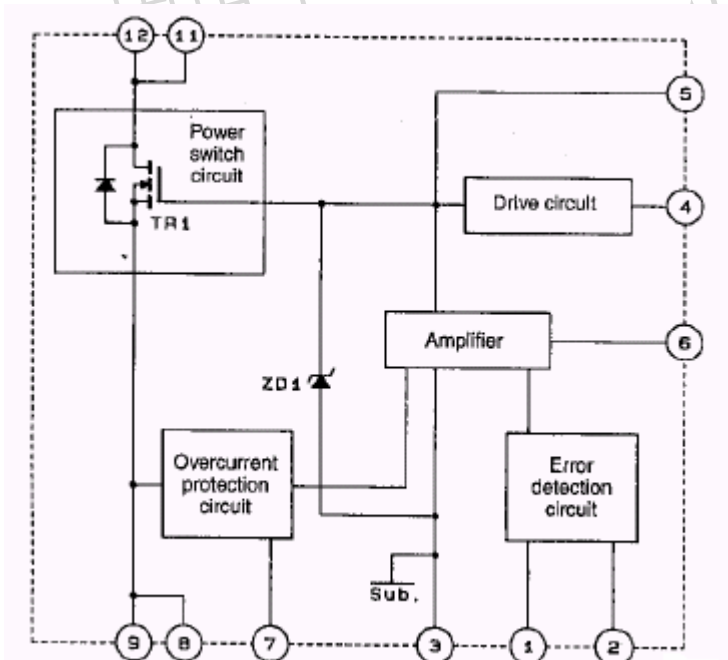 12 11
5
Power
switch
circuit
Drive circuit
4
TR1
Amplifier
6
ZD1
Overcurrent
protection
circuit
Error
detection
circuit
Sub.
9 8 7 3 1 2